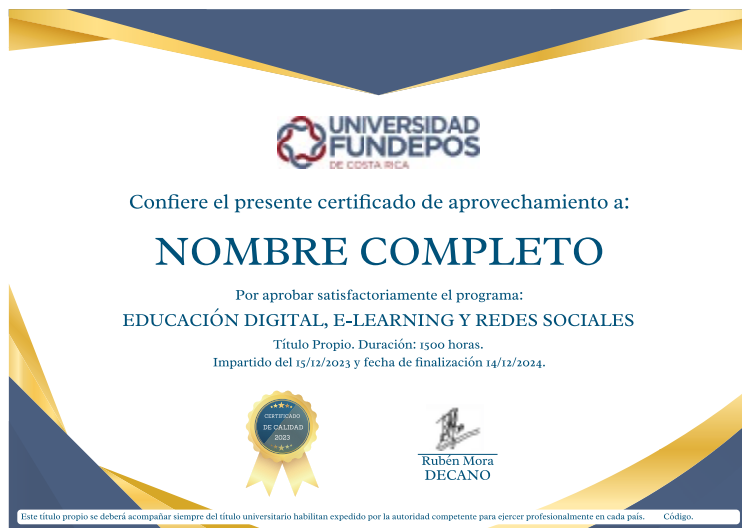 UNIVERSIDAD
FUNDEPOS
DE COSTA RICA
Confiere el presente certificado de aprovechamiento a:
NOMBRE COMPLETO
Por aprobar satisfactoriamente el programa:
EDUCACIÓN DIGITAL, E-LEARNING Y REDES SOCIALES
Título Propio. Duración: 1500 horas.
Impartido del 15/12/2023 y fecha de finalización 14/12/2024.
CERTIFICADO
DE CALIDAD
2023
Rubén Mora
DECANO
Este título propio se deberá acompañar siempre del título universitario habilitan expedido por la autoridad competente para ejercer profesionalmente en cada país. Código.